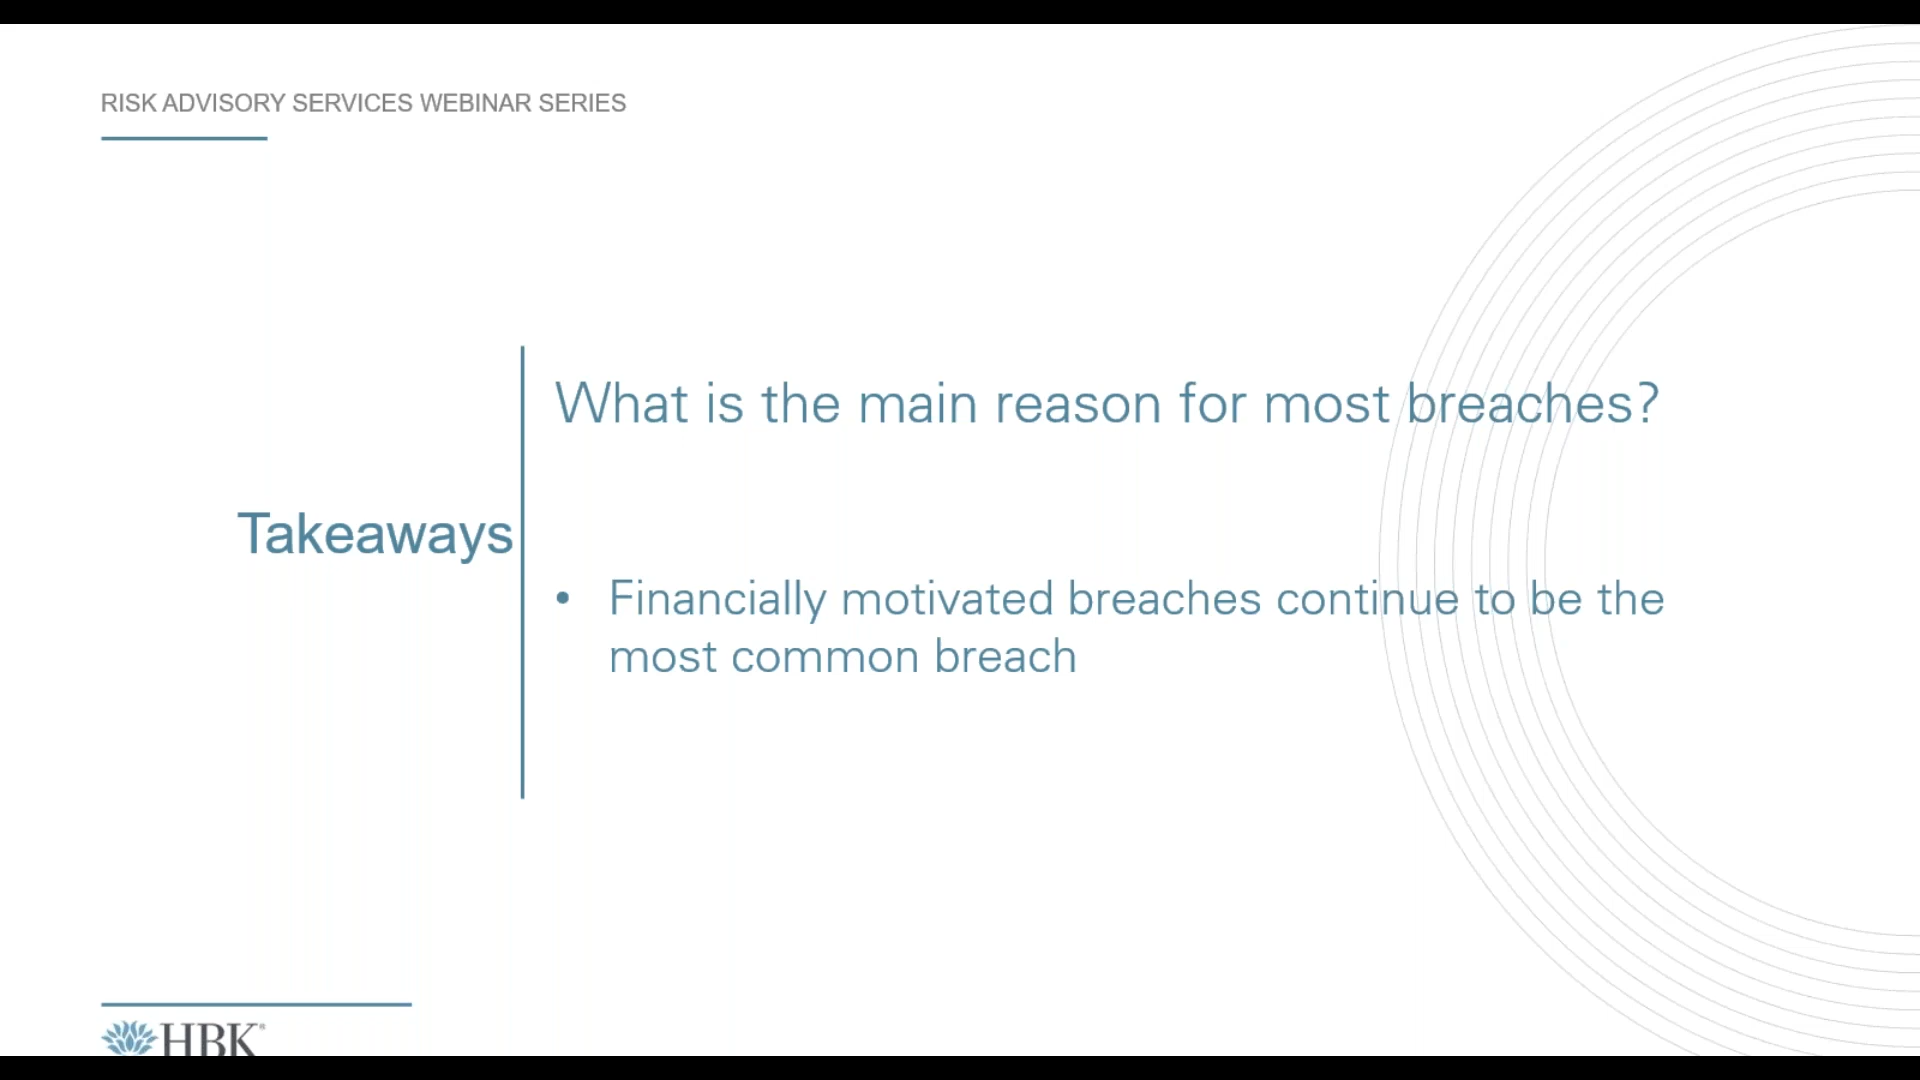 RISK ADVISORY SERVICES WEBINAR SERIES
What is the main reason for most breaches?
Takeaways
• Financially motivated breaches continue to be the
most common breach
HBK®